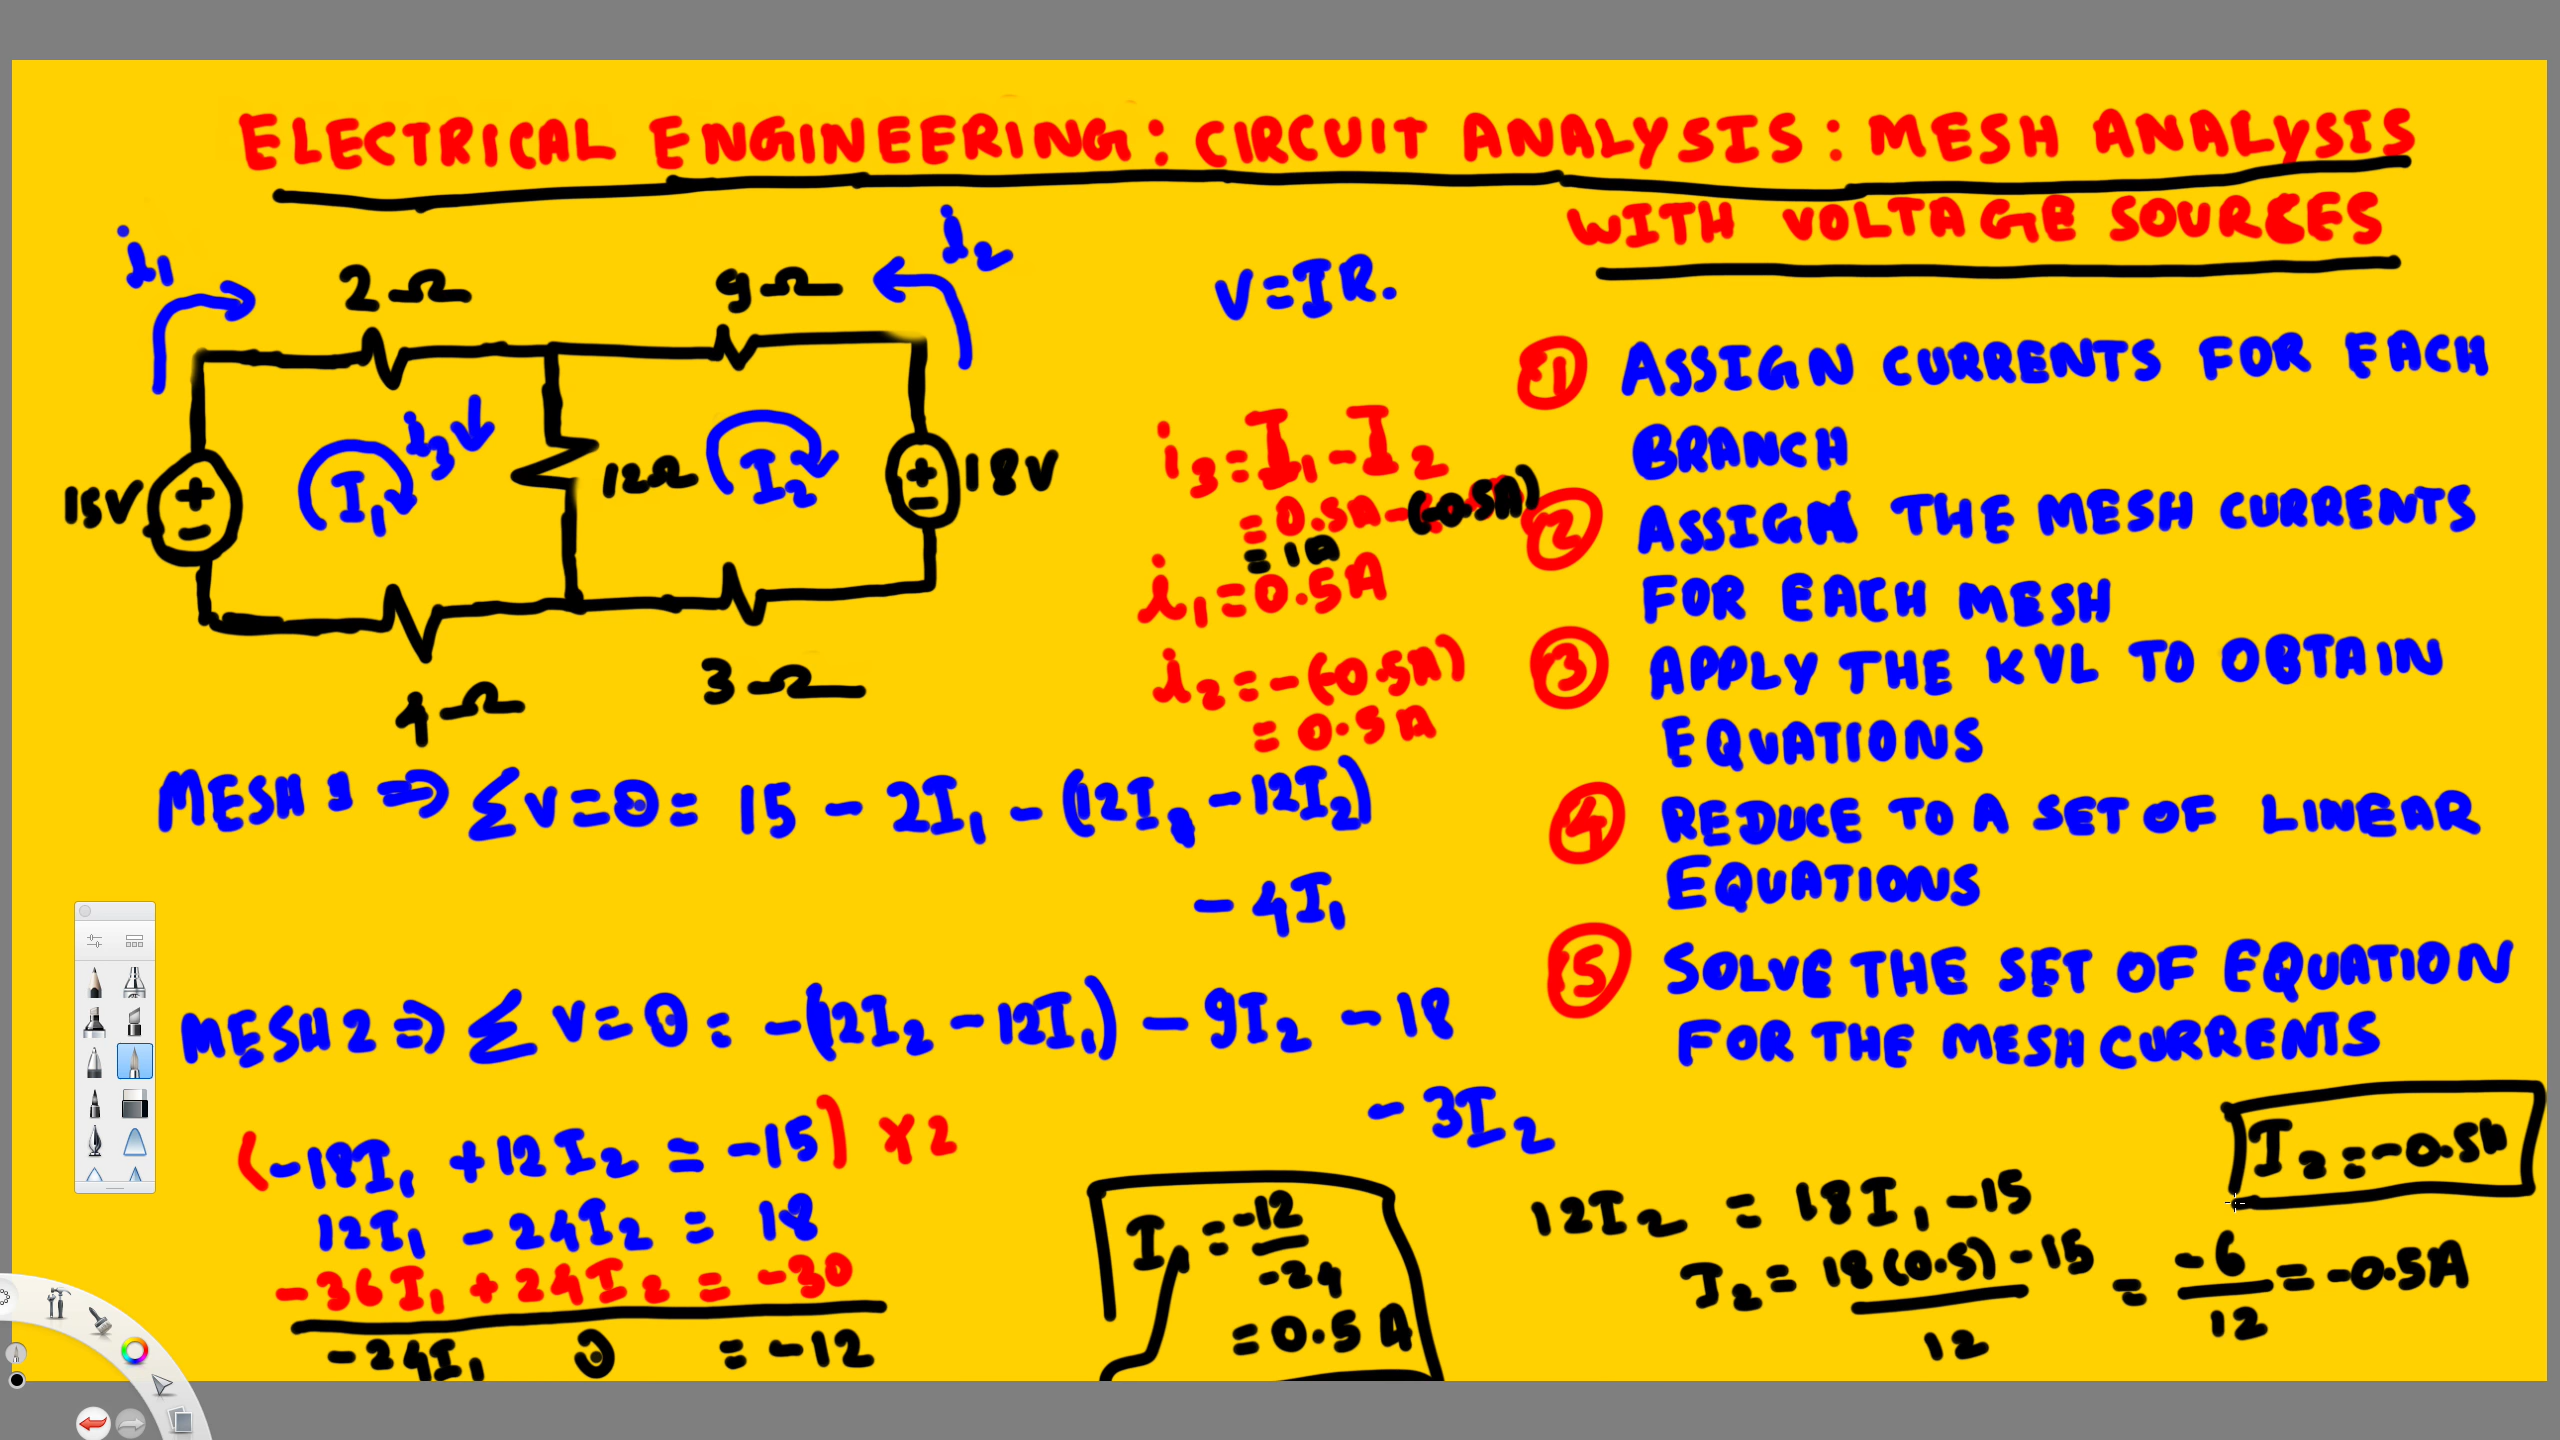 ELECTRICAL ENGINEERING: CIRCUIT ANALYSIS: MESH ANALYSIS
WITH VOLTAGE SOURCES
i1
2Ω
9Ω
i2
V=IR.
15V
+
-
I1
i3
12Ω
I2
+
-
18V
4Ω
3Ω
i3=I1-I2
=0.5A-(-0.5A)
=1A
i1=0.5A
i2=-(-0.5A)
=0.5A
1 ASSIGN CURRENTS FOR EACH
BRANCH
2 ASSIGN THE MESH CURRENTS
FOR EACH MESH
3 APPLY THE KVL TO OBTAIN
EQUATIONS
4 REDUCE TO A SET OF LINEAR
EQUATIONS
5 SOLVE THE SET OF EQUATION
FOR THE MESH CURRENTS
MESH 1 ⇒ ΣV=0= 15 - 2I1 - (12I1 -12I2)
- 4I1
MESH 2 ⇒ Σ V=0= -(12I2 -12I1) - 9I2 -18
- 3I2
(-18I1 +12I2 = -15) x2
12I1 - 24I2 = 18
-36I1 + 24I2 = -30
-24I1 0 = -12
I1 = -12
-24
= 0.5 A
12I2 = 18I1 -15
I2 = 18(0.5) -15 = -6 = -0.5A
12 12
I2=-0.5A